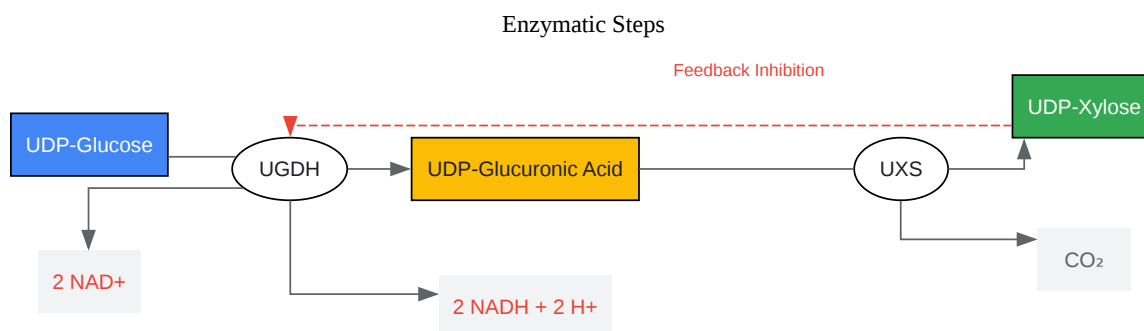 Enzymatic Steps
Feedback Inhibition
UDP-Xylose
UDP-Glucose
UGDH
UDP-Glucuronic Acid
UXS
2 NAD+
2 NADH + 2 H+
CO₂